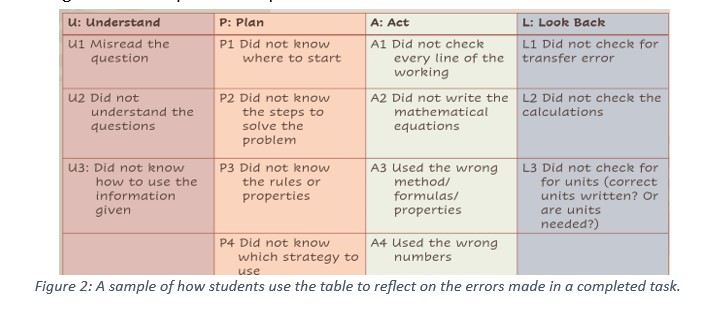 U: Understand P: Plan A: Act L: Look Back
U1 Misread the
question
P1 Did not know
where to start
A1 Did not check
every line of the
working
L1 Did not check for
transfer error
U2 Did not
understand the
questions
P2 Did not know
the steps to
solve the
problem
A2 Did not write the
mathematical
equations
L2 Did not check the
calculations
U3: Did not know
how to use the
information
given
P3 Did not know
the rules or
properties
A3 Used the wrong
method/
formulas/
properties
L3 Did not check for
for units (correct
units written? Or
are units
needed?)
P4 Did not know
which strategy to
use
A4 Used the wrong
numbers
Figure 2: A sample of how students use the table to reflect on the errors made in a completed task.